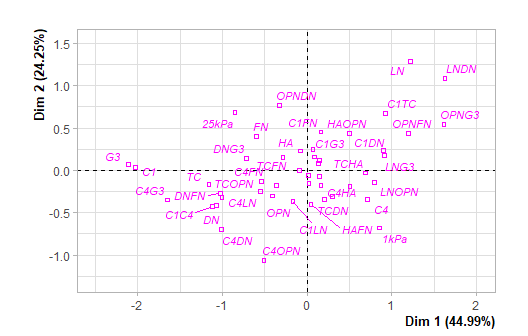 1.5
LN
LNDN
1.0
OPNDN
C1TC
OPNG3
25kPa
FN
C1FN
HAOPN
OPNFN
0.5
HA
C1G3
C1DN
DNG3
G3
C1
C4FN
TCFN
TCHA
LNG3
0.0
TC
TCOPN
C4G3
DNFN
C4HA
LNOPN
C4LN
C1C4
DN
OPN
TCDN
C4
-0.5
C1LN
HAFN
1kPa
C4DN
C4OPN
-1.0
-2
-1
0
1
2
Dim 1 (44.99%)
Dim 2 (24.25%)